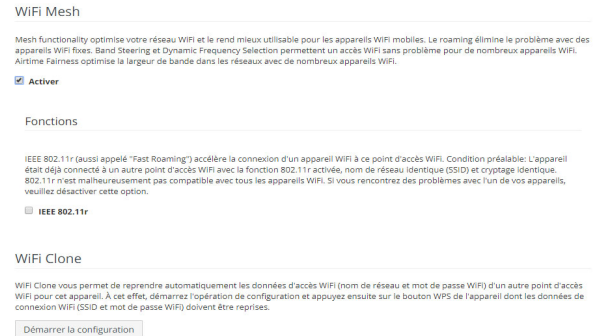 WiFi Mesh
Mesh functionality optimise votre réseau WiFi et le rend mieux utilisable pour les appareils WiFi mobiles. Le roaming élimine le problème avec des
appareils WiFi fixes. Band Steering et Dynamic Frequency Selection permettent un accès WiFi sans problème pour de nombreux appareils WiFi.
Airtime Fairness optimise la largeur de bande dans les réseaux avec de nombreux appareils WiFi.
Activer
Fonctions
IEEE 802.11r (aussi appelé "Fast Roaming") accélère la connexion d'un appareil WiFi à ce point d'accès WiFi. Condition préalable: L'appareil
était déjà connecté à un autre point d'accès WiFi avec la fonction 802.11r activée, nom de réseau identique (SSID) et cryptage identique.
802.11r n'est malheureusement pas compatible avec tous les appareils WiFi. Si vous rencontrez des problèmes avec l'un de vos appareils,
veuillez désactiver cette option.
IEEE 802.11r
WiFi Clone
WiFi Clone vous permet de reprendre automatiquement les données d'accès WiFi (nom de réseau et mot de passe WiFi) d'un autre point d'accès
WiFi pour cet appareil. À cet effet, démarrez l'opération de configuration et appuyez ensuite sur le bouton WPS de l'appareil dont les données de
connexion WiFi (SSID et mot de passe WiFi) doivent être reprises.
Démarrer la configuration